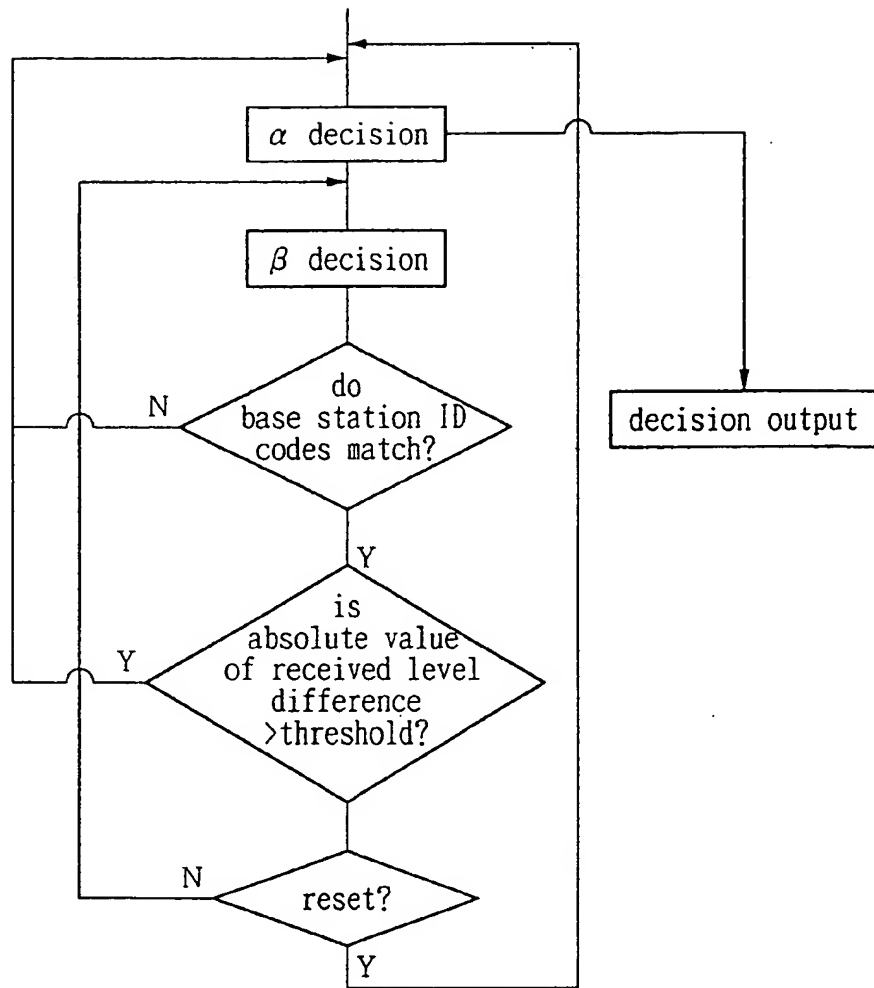 α decision
β decision
do
base station ID
codes match?
N
decision output
Y
is
absolute value
of received level
difference
>threshold?
Y
N
reset?
Y